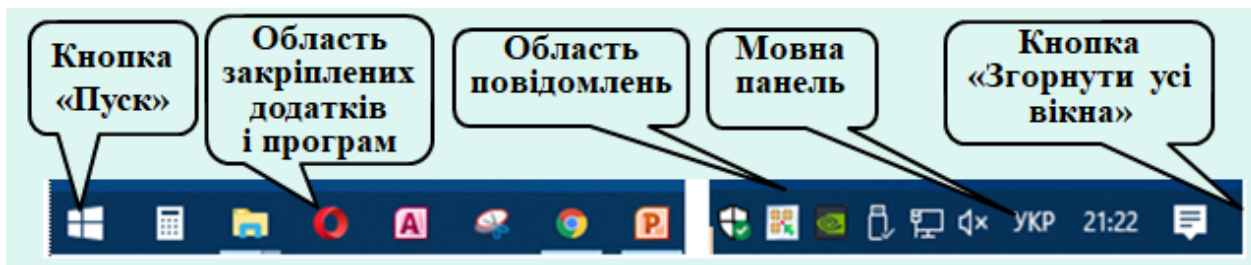 Кнопка
«Пуск»
Область
закріплених
додатків
і програм
Область
повідомлень
Мовна
панель
Кнопка
«Згорнути усі
вікна»
A
P
УКР
21:22